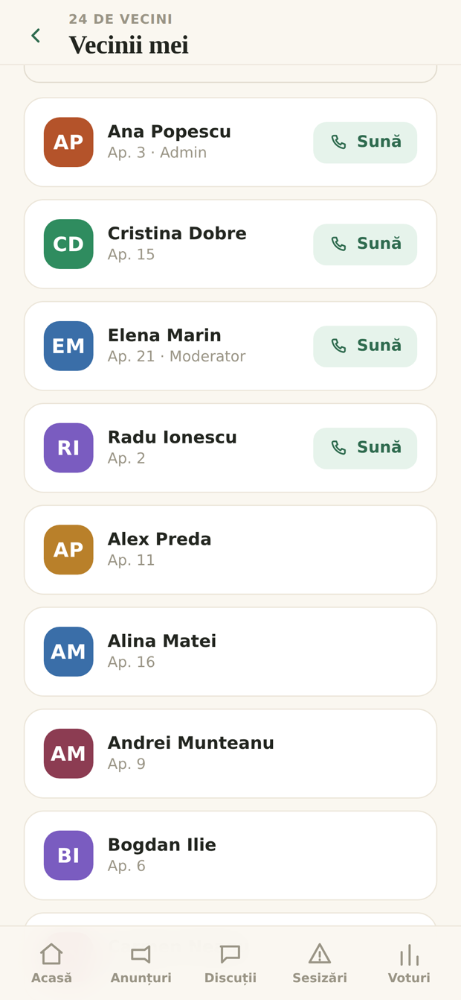 24 DE VECINI
Vecinii mei
AP
Ana Popescu
Ap. 3 · Admin
Sună
CD
Cristina Dobre
Ap. 15
Sună
EM
Elena Marin
Ap. 21 · Moderator
Sună
RI
Radu Ionescu
Ap. 2
Sună
AP
Alex Preda
Ap. 11
AM
Alina Matei
Ap. 16
AM
Andrei Munteanu
Ap. 9
BI
Bogdan Ilie
Ap. 6
Acasă
Anunțuri
Discuții
Sesizări
Voturi